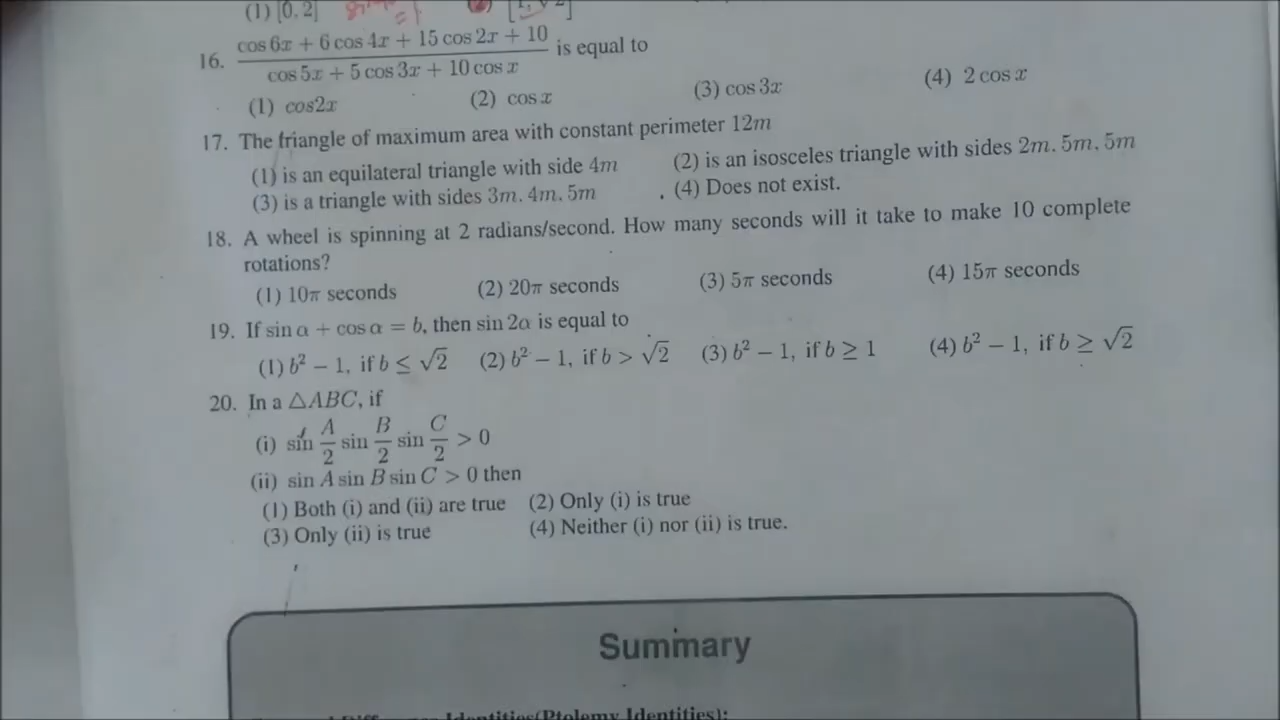 (1) [0, 2]
16. (cos 6x + 6 cos 4x + 15 cos 2x + 10) / (cos 5x + 5 cos 3x + 10 cos x) is equal to
(1) cos2x (2) cos x (3) cos 3x (4) 2 cos x
17. The triangle of maximum area with constant perimeter 12m
(1) is an equilateral triangle with side 4m (2) is an isosceles triangle with sides 2m. 5m. 5m
(3) is a triangle with sides 3m. 4m. 5m (4) Does not exist.
18. A wheel is spinning at 2 radians/second. How many seconds will it take to make 10 complete
rotations?
(1) 10π seconds (2) 20π seconds (3) 5π seconds (4) 15π seconds
19. If sin α + cos α = b, then sin 2α is equal to
(1) b² − 1, if b ≤ √2 (2) b² − 1, if b > √2 (3) b² − 1, if b ≥ 1 (4) b² − 1, if b ≥ √2
20. In a △ABC, if
(i) sin A/2 sin B/2 sin C/2 > 0
(ii) sin A sin B sin C > 0 then
(1) Both (i) and (ii) are true (2) Only (i) is true
(3) Only (ii) is true (4) Neither (i) nor (ii) is true.
Summary
Identities(Ptolemy Identities):